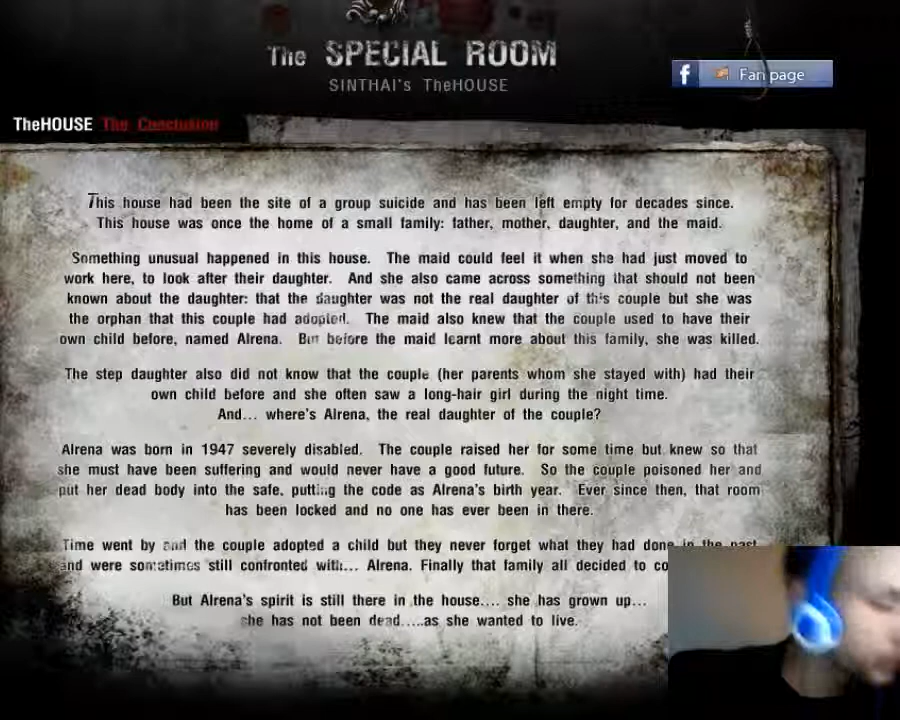 The SPECIAL ROOM
SINTHAI's TheHOUSE
f Fan page
TheHOUSE The Conclusion
This house had been the site of a group suicide and has been left empty for decades since.
This house was once the home of a small family: father, mother, daughter, and the maid.
Something unusual happened in this house. The maid could feel it when she had just moved to
work here, to look after their daughter. And she also came across something that should not been
known about the daughter: that the daughter was not the real daughter of this couple but she was
the orphan that this couple had adopted. The maid also knew that the couple used to have their
own child before, named Alrena. But before the maid learnt more about this family, she was killed.
The step daughter also did not know that the couple (her parents whom she stayed with) had their
own child before and she often saw a long-hair girl during the night time.
And... where's Alrena, the real daughter of the couple?
Alrena was born in 1947 severely disabled. The couple raised her for some time but knew so that
she must have been suffering and would never have a good future. So the couple poisoned her and
put her dead body into the safe, putting the code as Alrena's birth year. Ever since then, that room
has been locked and no one has ever been in there.
Time went by and the couple adopted a child but they never forget what they had done in the past
and were sometimes still confronted with... Alrena. Finally that family all decided to
But Alrena's spirit is still there in the house.... she has grown up...
she has not been dead.....as she wanted to live.